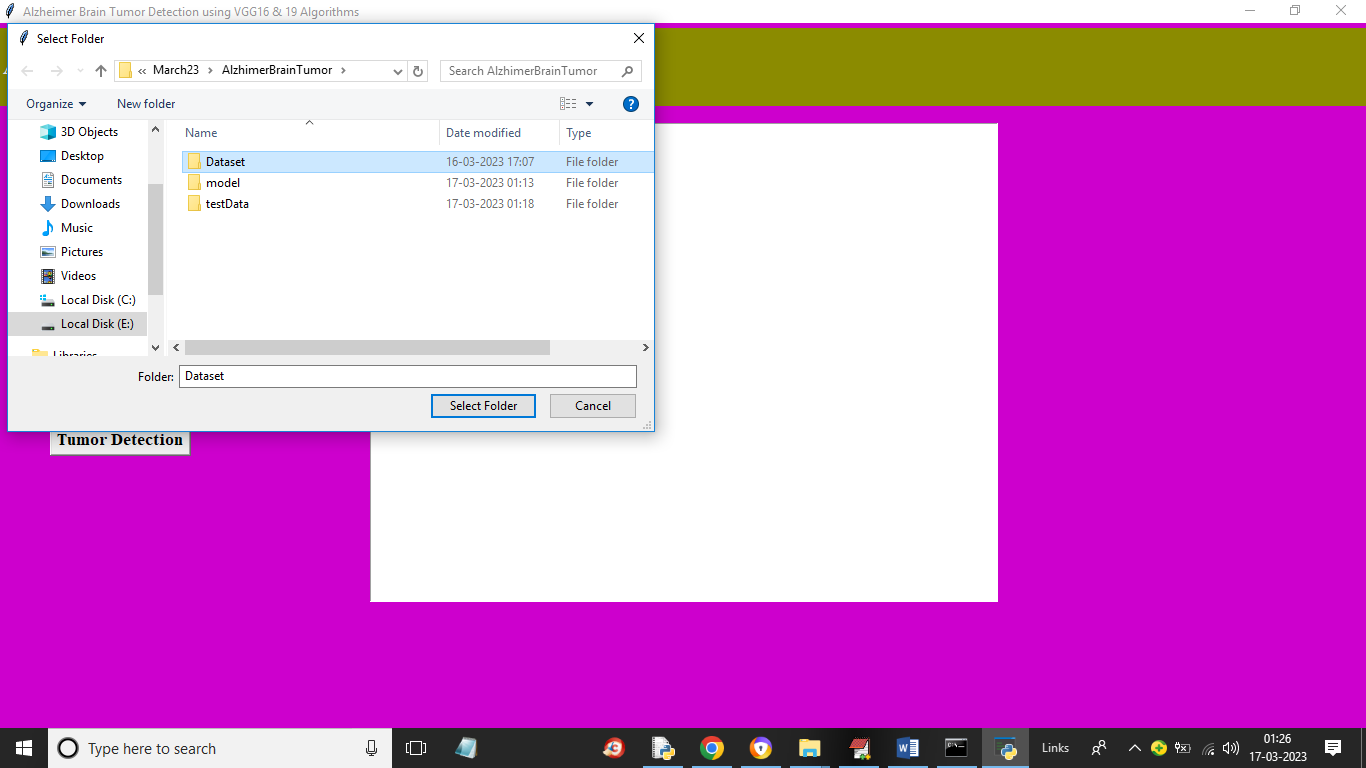 Alzheimer Brain Tumor Detection using VGG16 & 19 Algorithms
Select Folder
« March23 > AlzhimerBrainTumor >
Search AlzhimerBrainTumor
Organize
New folder
3D Objects
Desktop
Documents
Downloads
Music
Pictures
Videos
Local Disk (C:)
Local Disk (E:)
Libraries
Name Date modified Type
Dataset 16-03-2023 17:07 File folder
model 17-03-2023 01:13 File folder
testData 17-03-2023 01:18 File folder
Folder: Dataset
Select Folder Cancel
Tumor Detection
Type here to search
Links
01:26
17-03-2023